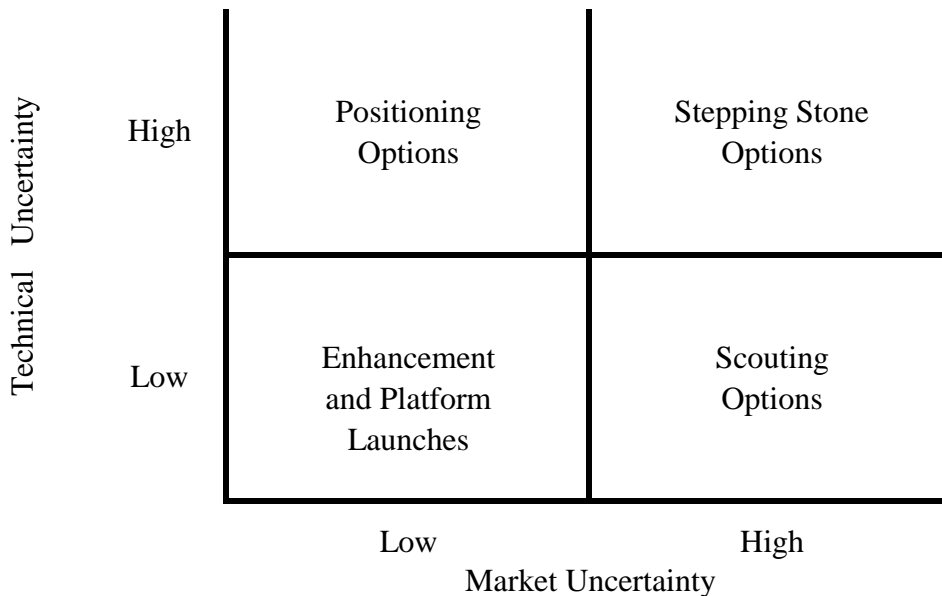 Technical Uncertainty
High
Positioning
Options
Stepping Stone
Options
Low
Enhancement
and Platform
Launches
Scouting
Options
Low
High
Market Uncertainty